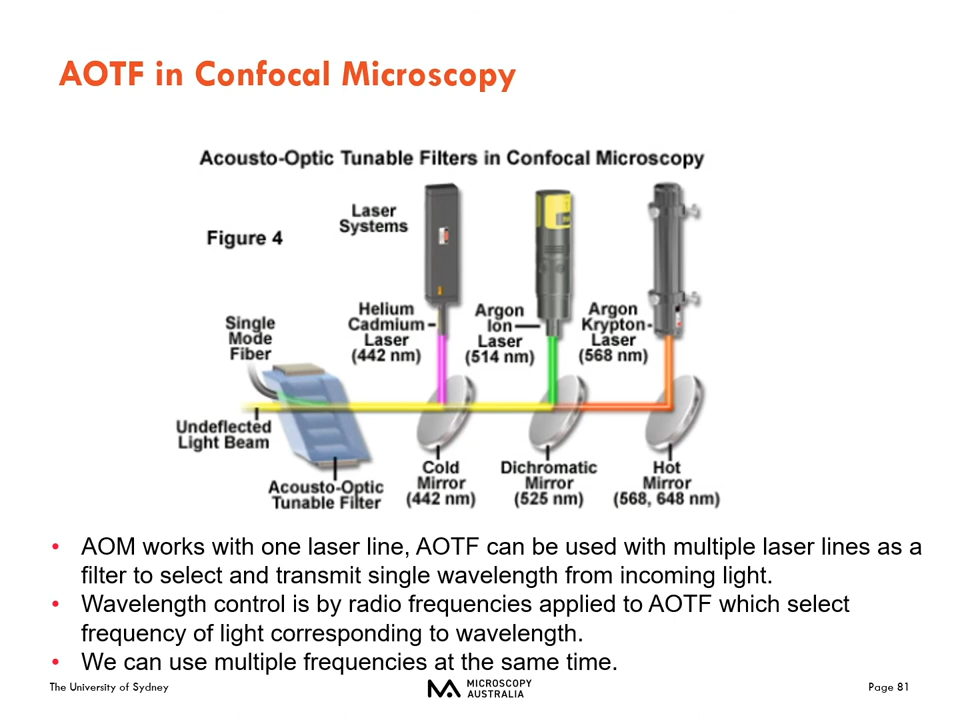 AOTF in Confocal Microscopy
Acousto-Optic Tunable Filters in Confocal Microscopy
Laser
Systems
Figure 4
Helium
Cadmium
Laser
(442 nm)
Argon
Ion
Laser
(514 nm)
Argon
Krypton
Laser
(568 nm)
Single
Mode
Fiber
Undeflected
Light Beam
Acousto-Optic
Tunable Filter
Cold
Mirror
(442 nm)
Dichromatic
Mirror
(525 nm)
Hot
Mirror
(568, 648 nm)
• AOM works with one laser line, AOTF can be used with multiple laser lines as a
filter to select and transmit single wavelength from incoming light.
• Wavelength control is by radio frequencies applied to AOTF which select
frequency of light corresponding to wavelength.
• We can use multiple frequencies at the same time.
The University of Sydney
MICROSCOPY
AUSTRALIA
Page 81